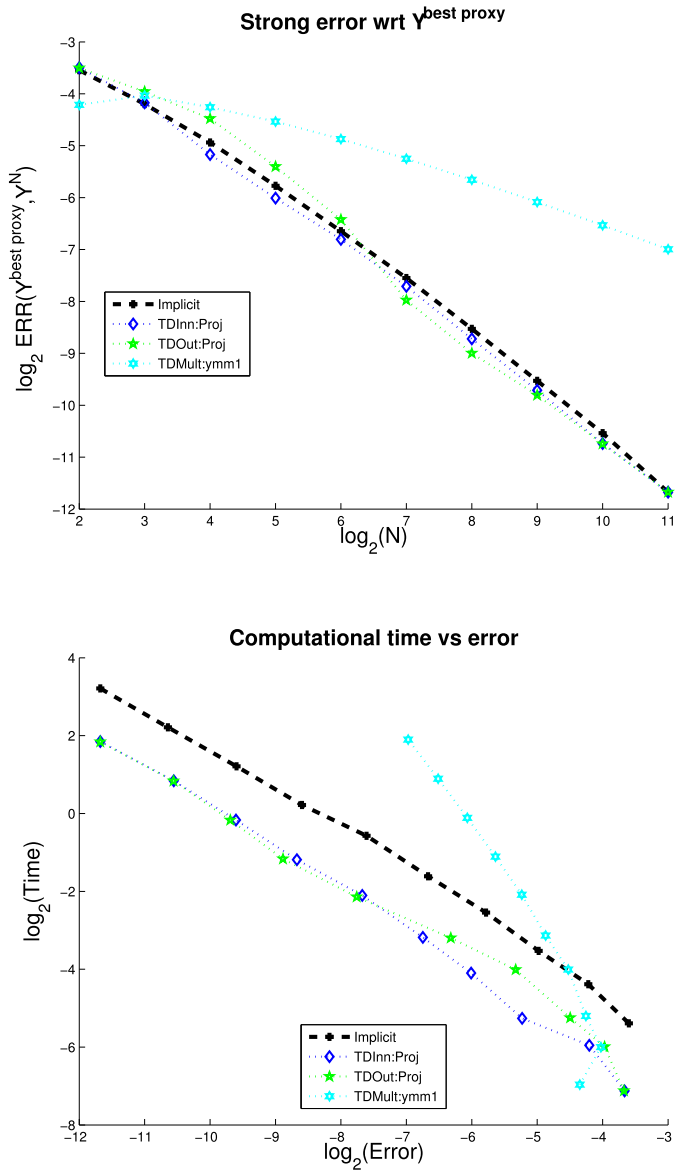 Strong error wrt Y^best proxy
−3
−4
−5
−6
−7
−8
−9
−10
−11
−12
log₂ ERR(Y^best proxy,Y^N)
Implicit
TDInn:Proj
TDOut:Proj
TDMult:ymm1
2 3 4 5 6 7 8 9 10 11
log₂(N)
Computational time vs error
4
2
0
−2
−4
−6
−8
log₂(Time)
Implicit
TDInn:Proj
TDOut:Proj
TDMult:ymm1
−12 −11 −10 −9 −8 −7 −6 −5 −4 −3
log₂(Error)